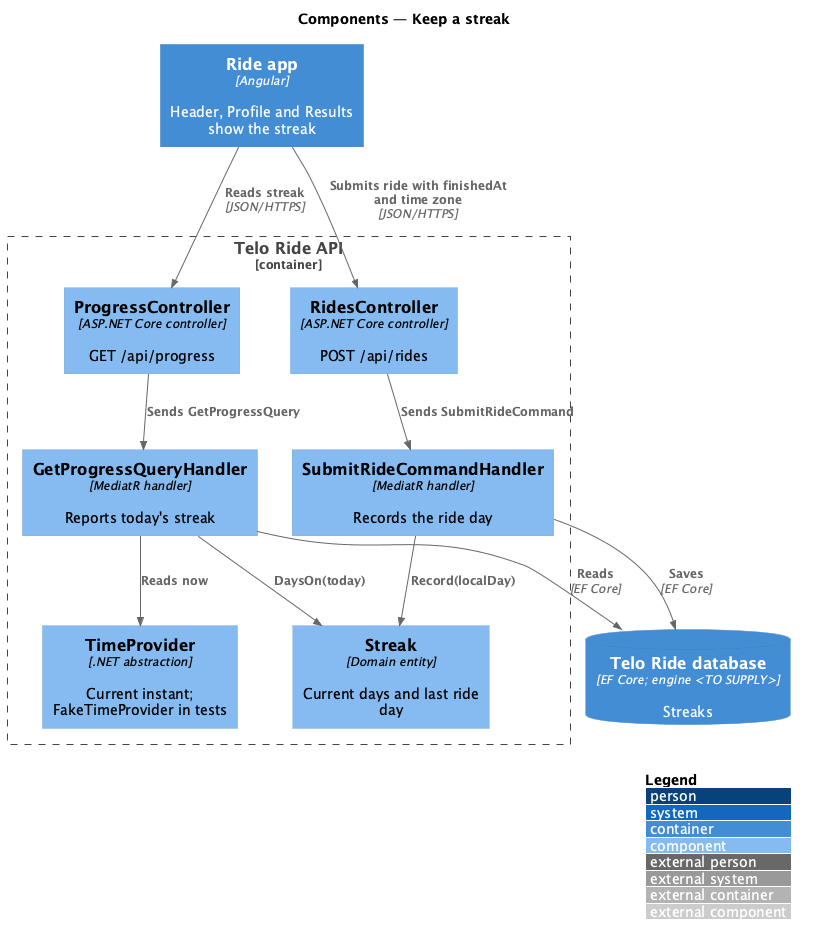 Components — Keep a streak
Ride app
[Angular]
Header, Profile and Results
show the streak
Reads streak
[JSON/HTTPS]
Submits ride with finishedAt
and time zone
[JSON/HTTPS]
Telo Ride API
[container]
ProgressController
[ASP.NET Core controller]
GET /api/progress
RidesController
[ASP.NET Core controller]
POST /api/rides
Sends GetProgressQuery
Sends SubmitRideCommand
GetProgressQueryHandler
[MediatR handler]
Reports today's streak
SubmitRideCommandHandler
[MediatR handler]
Records the ride day
Reads now
DaysOn(today)
Record(localDay)
Reads
[EF Core]
Saves
[EF Core]
TimeProvider
[.NET abstraction]
Current instant;
FakeTimeProvider in tests
Streak
[Domain entity]
Current days and last ride
day
Telo Ride database
[EF Core; engine <TO SUPPLY>]
Streaks
Legend
person
system
container
component
external person
external system
external container
external component